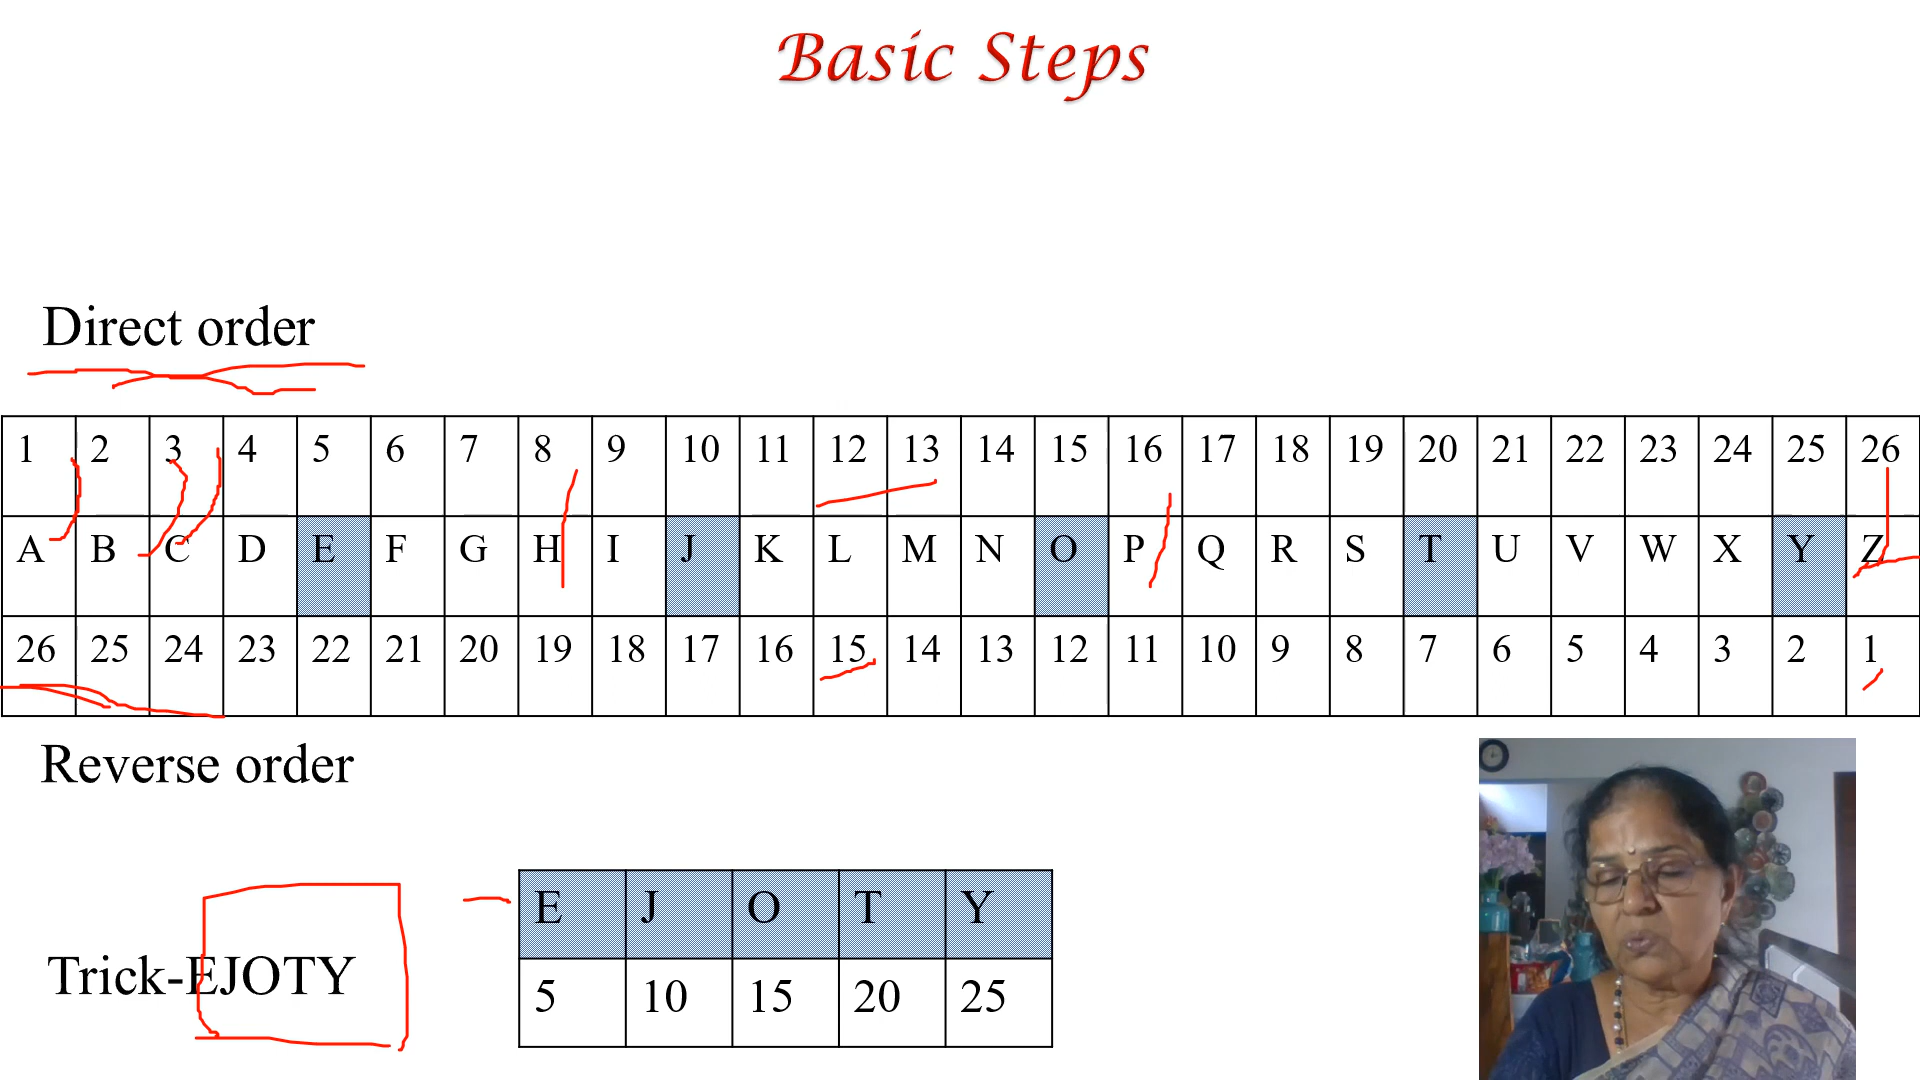 Basic Steps
Direct order
1 2 3 4 5 6 7 8 9 10 11 12 13 14 15 16 17 18 19 20 21 22 23 24 25 26
A B C D E F G H I J K L M N O P Q R S T U V W X Y Z
26 25 24 23 22 21 20 19 18 17 16 15 14 13 12 11 10 9 8 7 6 5 4 3 2 1
Reverse order
E J O T Y
Trick-EJOTY
5 10 15 20 25